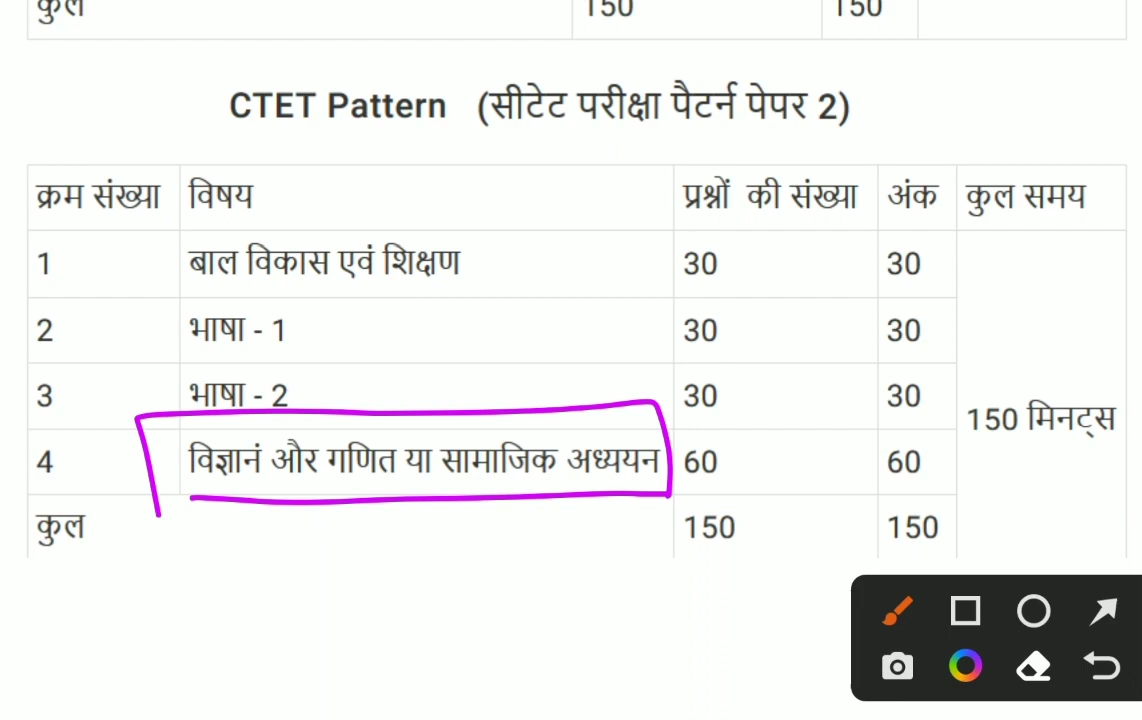 कुल 150 150
CTET Pattern (सीटेट परीक्षा पैटर्न पेपर 2)
क्रम संख्या विषय प्रश्नों की संख्या अंक कुल समय
1 बाल विकास एवं शिक्षण 30 30
2 भाषा - 1 30 30
3 भाषा - 2 30 30
150 मिनट्स
4 विज्ञानं और गणित या सामाजिक अध्ययन 60 60
कुल 150 150